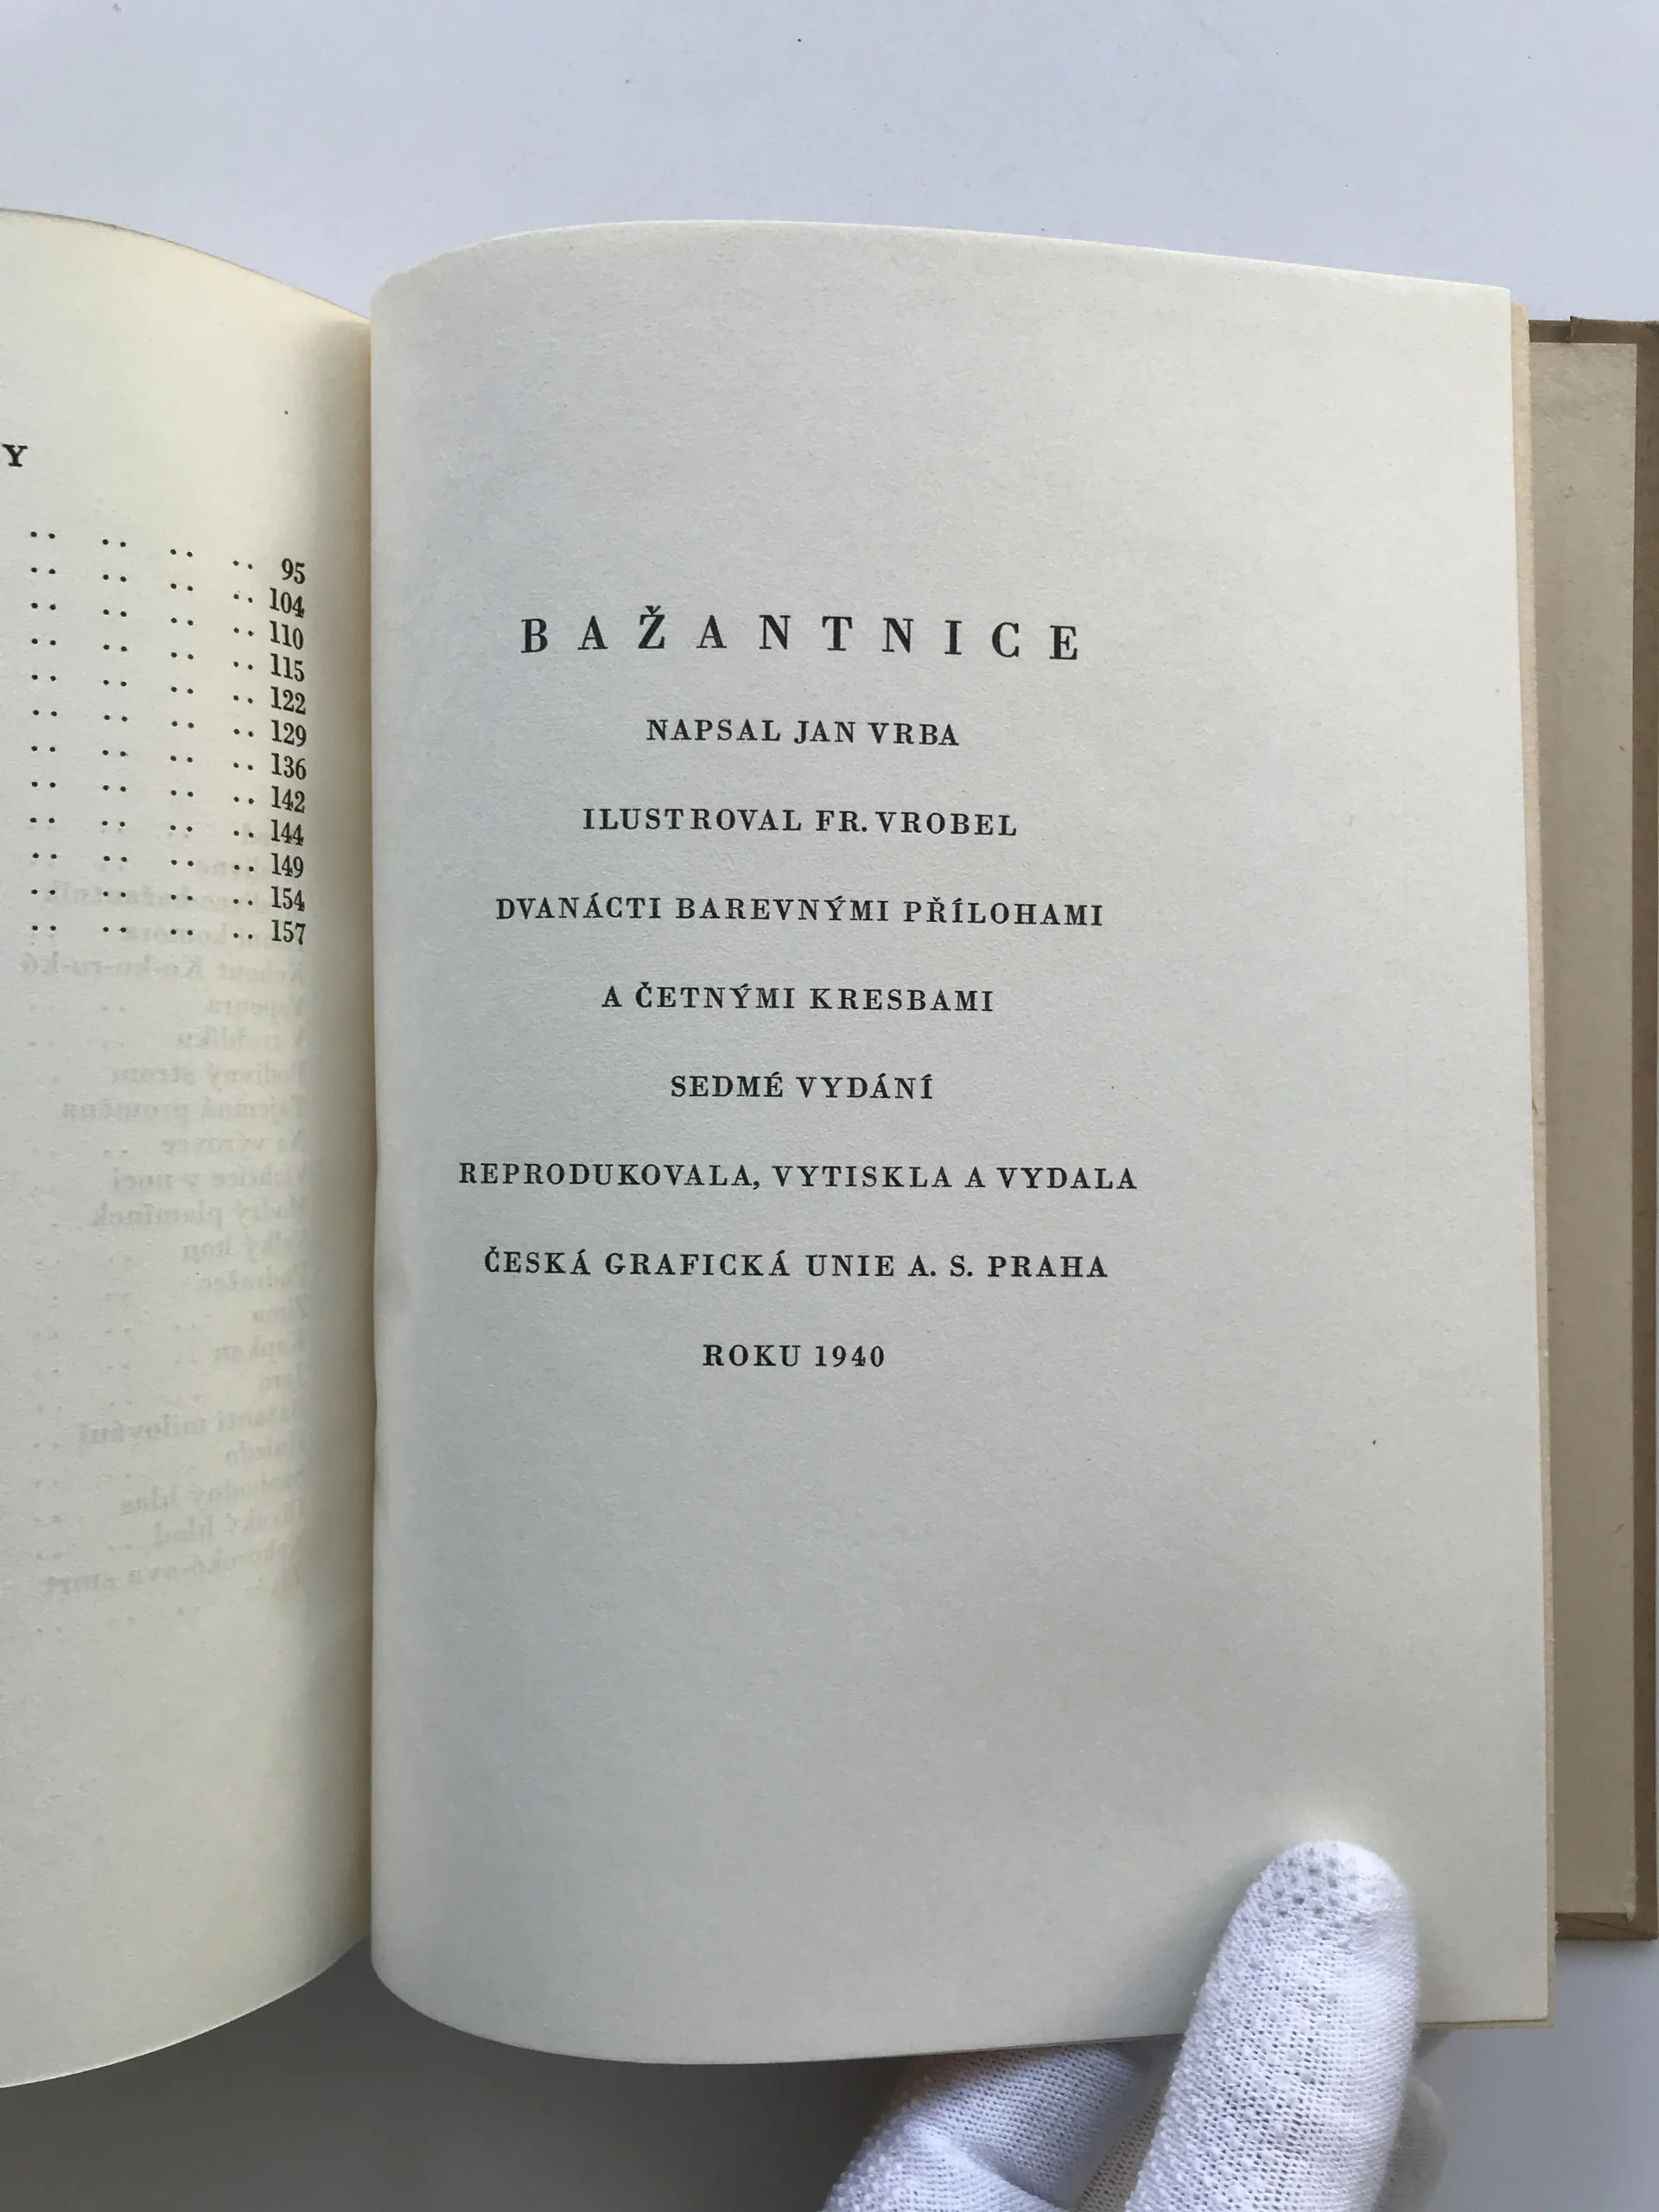 Y
95
104
110
115
122
129
136
142
144
149
154
157
BAŽANTNICE
NAPSAL JAN VRBA
ILUSTROVAL FR. VROBEL
DVANÁCTI BAREVNÝMI PŘÍLOHAMI
A ČETNÝMI KRESBAMI
SEDMÉ VYDÁNÍ
REPRODUKOVALA, VYTISKLA A VYDALA
ČESKÁ GRAFICKÁ UNIE A. S. PRAHA
ROKU 1940